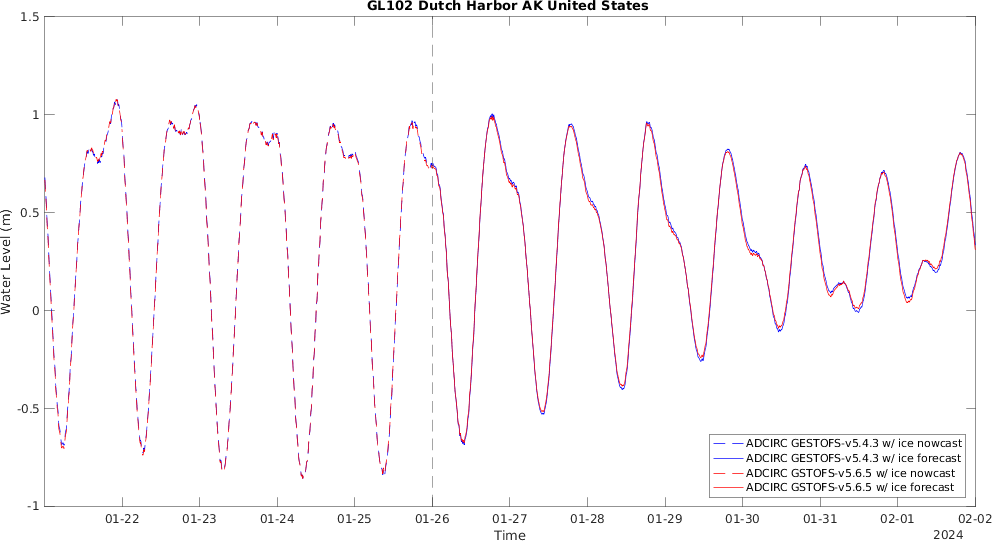 GL102 Dutch Harbor AK United States
1.5
1
0.5
0
-0.5
-1
Water Level (m)
ADCIRC GESTOFS-v5.4.3 w/ ice nowcast
ADCIRC GESTOFS-v5.4.3 w/ ice forecast
ADCIRC GSTOFS-v5.6.5 w/ ice nowcast
ADCIRC GSTOFS-v5.6.5 w/ ice forecast
01-22 01-23 01-24 01-25 01-26 01-27 01-28 01-29 01-30 01-31 02-01 02-02
Time
2024